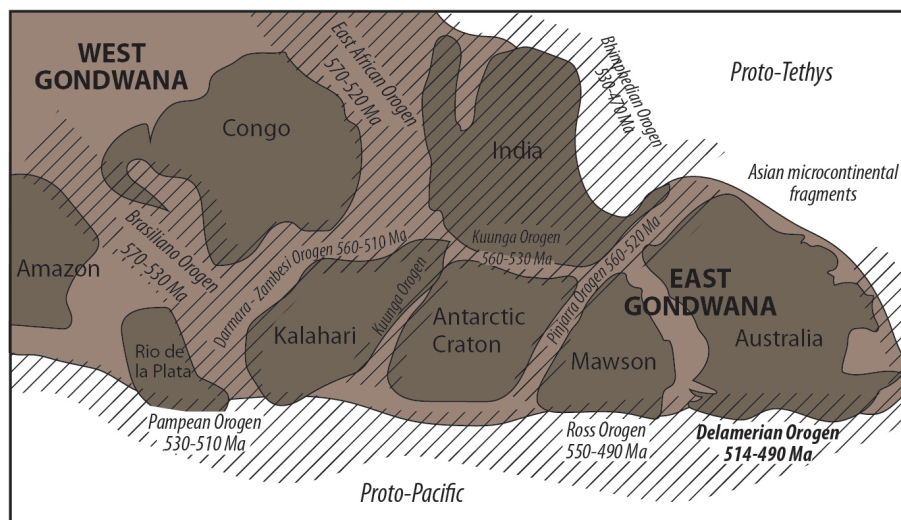 WEST
GONDWANA
East African Orogen
570-520 Ma
Bhimphedian Orogen
530-470 Ma
Proto-Tethys
Congo
India
Asian microcontinental
fragments
Brasiliano Orogen
570-530 Ma
Amazon
Darmara - Zambesi Orogen 560-510 Ma
Kuunga Orogen
560-530 Ma
Kuunga Orogen
Pinjarra Orogen 560-520 Ma
EAST
GONDWANA
Kalahari
Antarctic
Craton
Mawson
Australia
Rio de
la Plata
Pampean Orogen
530-510 Ma
Ross Orogen
550-490 Ma
Delamerian Orogen
514-490 Ma
Proto-Pacific